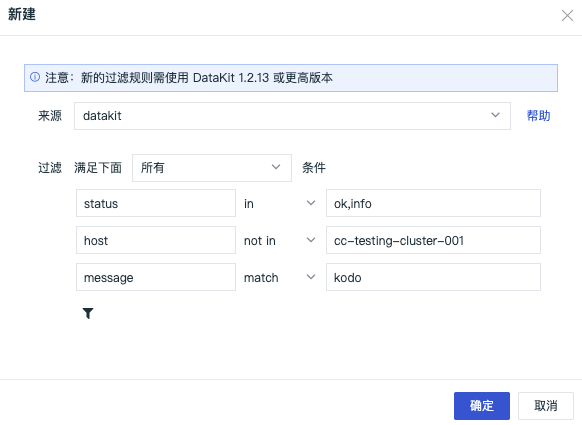 新建
注意：新的过滤规则需使用 DataKit 1.2.13 或更高版本
来源 datakit 帮助
过滤 满足下面 所有 条件
status in ok,info
host not in cc-testing-cluster-001
message match kodo
确定 取消